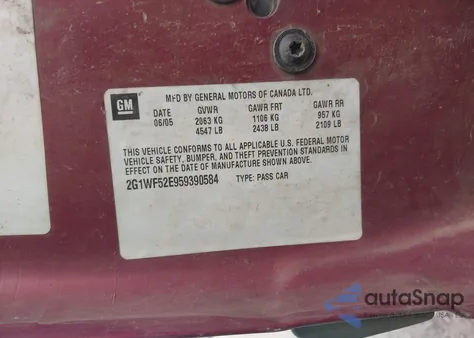 GM
MFD BY GENERAL MOTORS OF CANADA LTD.
DATE GVWR GAWR FRT GAWR RR
06/05 2063 KG 1106 KG 957 KG
4547 LB 2438 LB 2109 LB
THIS VEHICLE CONFORMS TO ALL APPLICABLE U.S. FEDERAL MOTOR
VEHICLE SAFETY, BUMPER, AND THEFT PREVENTION STANDARDS IN
EFFECT ON THE DATE OF MANUFACTURE SHOWN ABOVE.
2G1WF52E959390584 TYPE: PASS CAR
autoSnap